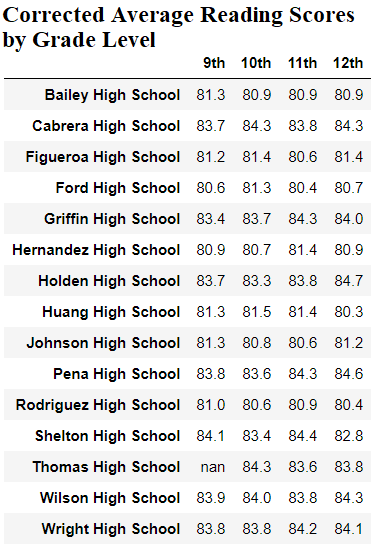 Corrected Average Reading Scores
by Grade Level
9th 10th 11th 12th
Bailey High School 81.3 80.9 80.9 80.9
Cabrera High School 83.7 84.3 83.8 84.3
Figueroa High School 81.2 81.4 80.6 81.4
Ford High School 80.6 81.3 80.4 80.7
Griffin High School 83.4 83.7 84.3 84.0
Hernandez High School 80.9 80.7 81.4 80.9
Holden High School 83.7 83.3 83.8 84.7
Huang High School 81.3 81.5 81.4 80.3
Johnson High School 81.3 80.8 80.6 81.2
Pena High School 83.8 83.6 84.3 84.6
Rodriguez High School 81.0 80.6 80.9 80.4
Shelton High School 84.1 83.4 84.4 82.8
Thomas High School nan 84.3 83.6 83.8
Wilson High School 83.9 84.0 83.8 84.3
Wright High School 83.8 83.8 84.2 84.1